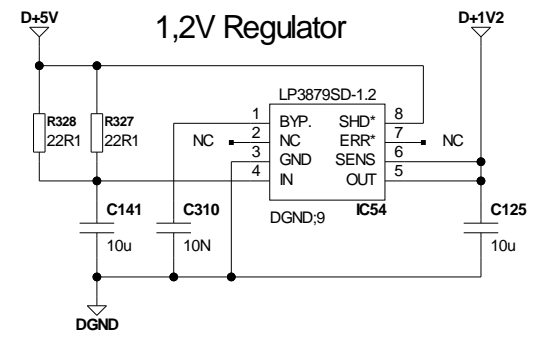 D+5V
1,2V Regulator
D+1V2
LP3879SD-1.2
R328
22R1
R327
22R1
1 BYP. SHD* 8
NC 2 NC ERR* 7 NC
3 GND SENS 6
4 IN OUT 5
DGND;9
IC54
C141
10u
C310
10N
C125
10u
DGND